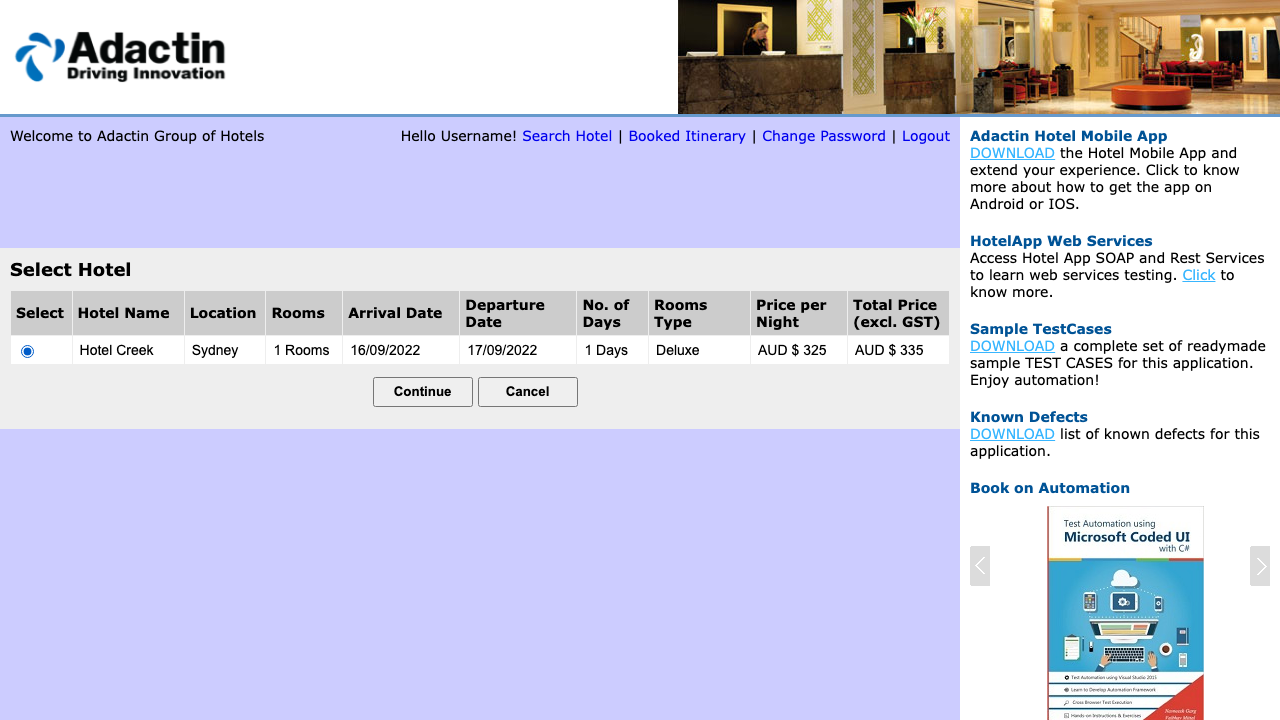 Adactin
Driving Innovation
Welcome to Adactin Group of Hotels
Hello Username! Search Hotel | Booked Itinerary | Change Password | Logout
Select Hotel
Select Hotel Name Location Rooms Arrival Date Departure Date No. of Days Rooms Type Price per Night Total Price (excl. GST)
Hotel Creek Sydney 1 Rooms 16/09/2022 17/09/2022 1 Days Deluxe AUD $ 325 AUD $ 335
Continue Cancel
Adactin Hotel Mobile App
DOWNLOAD the Hotel Mobile App and
extend your experience. Click to know
more about how to get the app on
Android or IOS.
HotelApp Web Services
Access Hotel App SOAP and Rest Services
to learn web services testing. Click to
know more.
Sample TestCases
DOWNLOAD a complete set of readymade
sample TEST CASES for this application.
Enjoy automation!
Known Defects
DOWNLOAD list of known defects for this
application.
Book on Automation
Test Automation using
Microsoft Coded UI
with C#
Test Automation using Visual Studio 2015
Learn to Develop Automation Framework
Cross Browser Test Execution
Hands-on Instructions & Exercises
Narmeek Garg